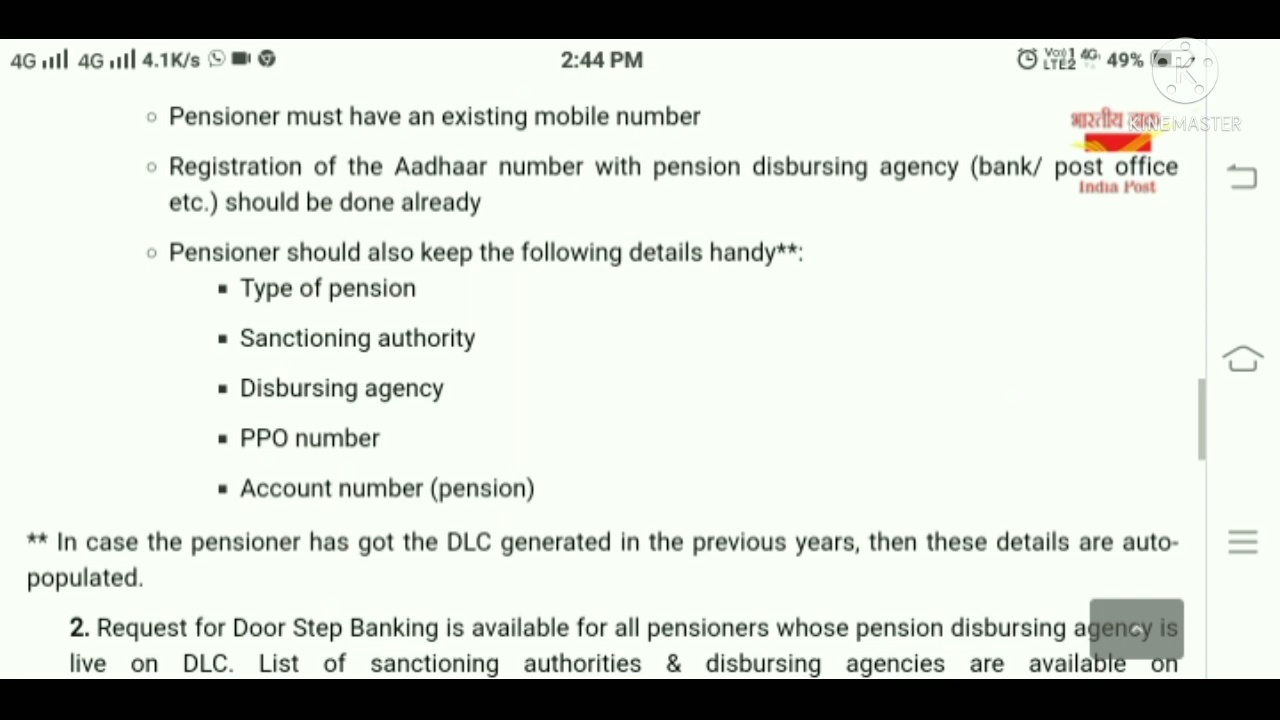 4G 4G 4.1K/s 2:44 PM 4G 49%
Pensioner must have an existing mobile number
भारतीय
KINEMASTER
Registration of the Aadhaar number with pension disbursing agency (bank/ post office
India Post
etc.) should be done already
Pensioner should also keep the following details handy**:
Type of pension
Sanctioning authority
Disbursing agency
PPO number
Account number (pension)
** In case the pensioner has got the DLC generated in the previous years, then these details are auto-
populated.
2. Request for Door Step Banking is available for all pensioners whose pension disbursing agency is
live on DLC. List of sanctioning authorities & disbursing agencies are available on